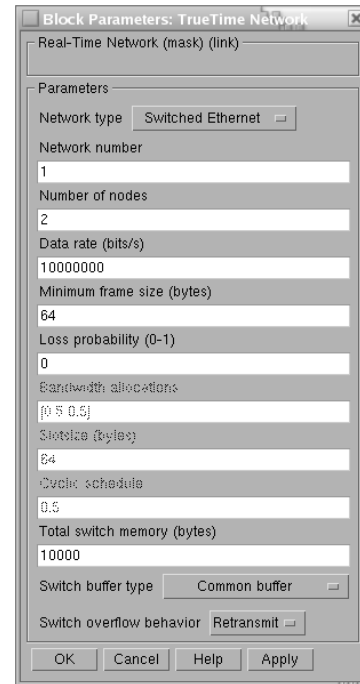 Block Parameters: TrueTime Network
Real-Time Network (mask) (link)
Parameters
Network type Switched Ethernet
Network number
1
Number of nodes
2
Data rate (bits/s)
10000000
Minimum frame size (bytes)
64
Loss probability (0-1)
0
Bandwidth allocations
[0.5 0.5]
Slotsize (bytes)
64
Cyclic schedule
0.5
Total switch memory (bytes)
10000
Switch buffer type Common buffer
Switch overflow behavior Retransmit
OK Cancel Help Apply